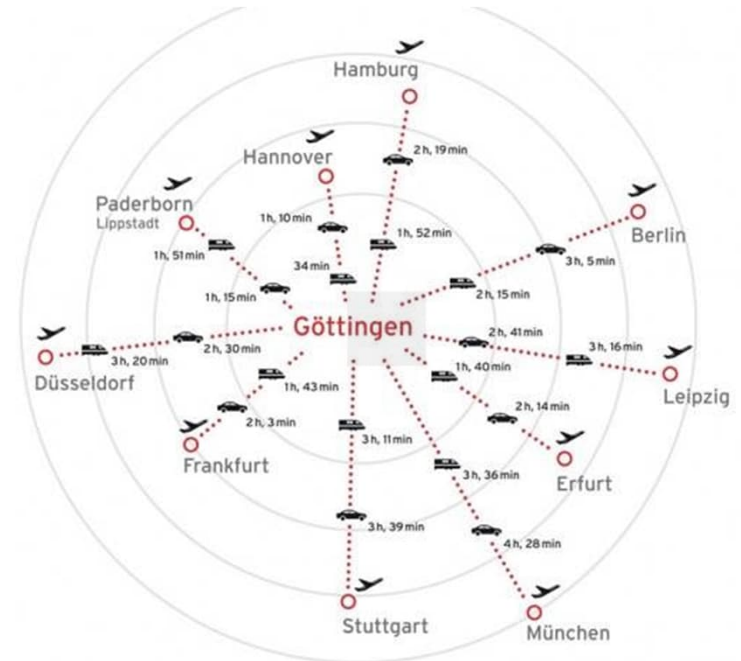 Hamburg
2 h, 19 min
Hannover
Paderborn
Lippstadt
1 h, 10 min
1 h, 52 min
Berlin
1 h, 51 min
34 min
3 h, 5 min
1 h, 15 min
2 h, 15 min
Göttingen
2 h, 41 min
3 h, 16 min
2 h, 30 min
3 h, 20 min
1 h, 40 min
Düsseldorf
1 h, 43 min
Leipzig
2 h, 14 min
2 h, 3 min
3 h, 11 min
Frankfurt
3 h, 36 min
Erfurt
3 h, 39 min
4 h, 28 min
Stuttgart
München